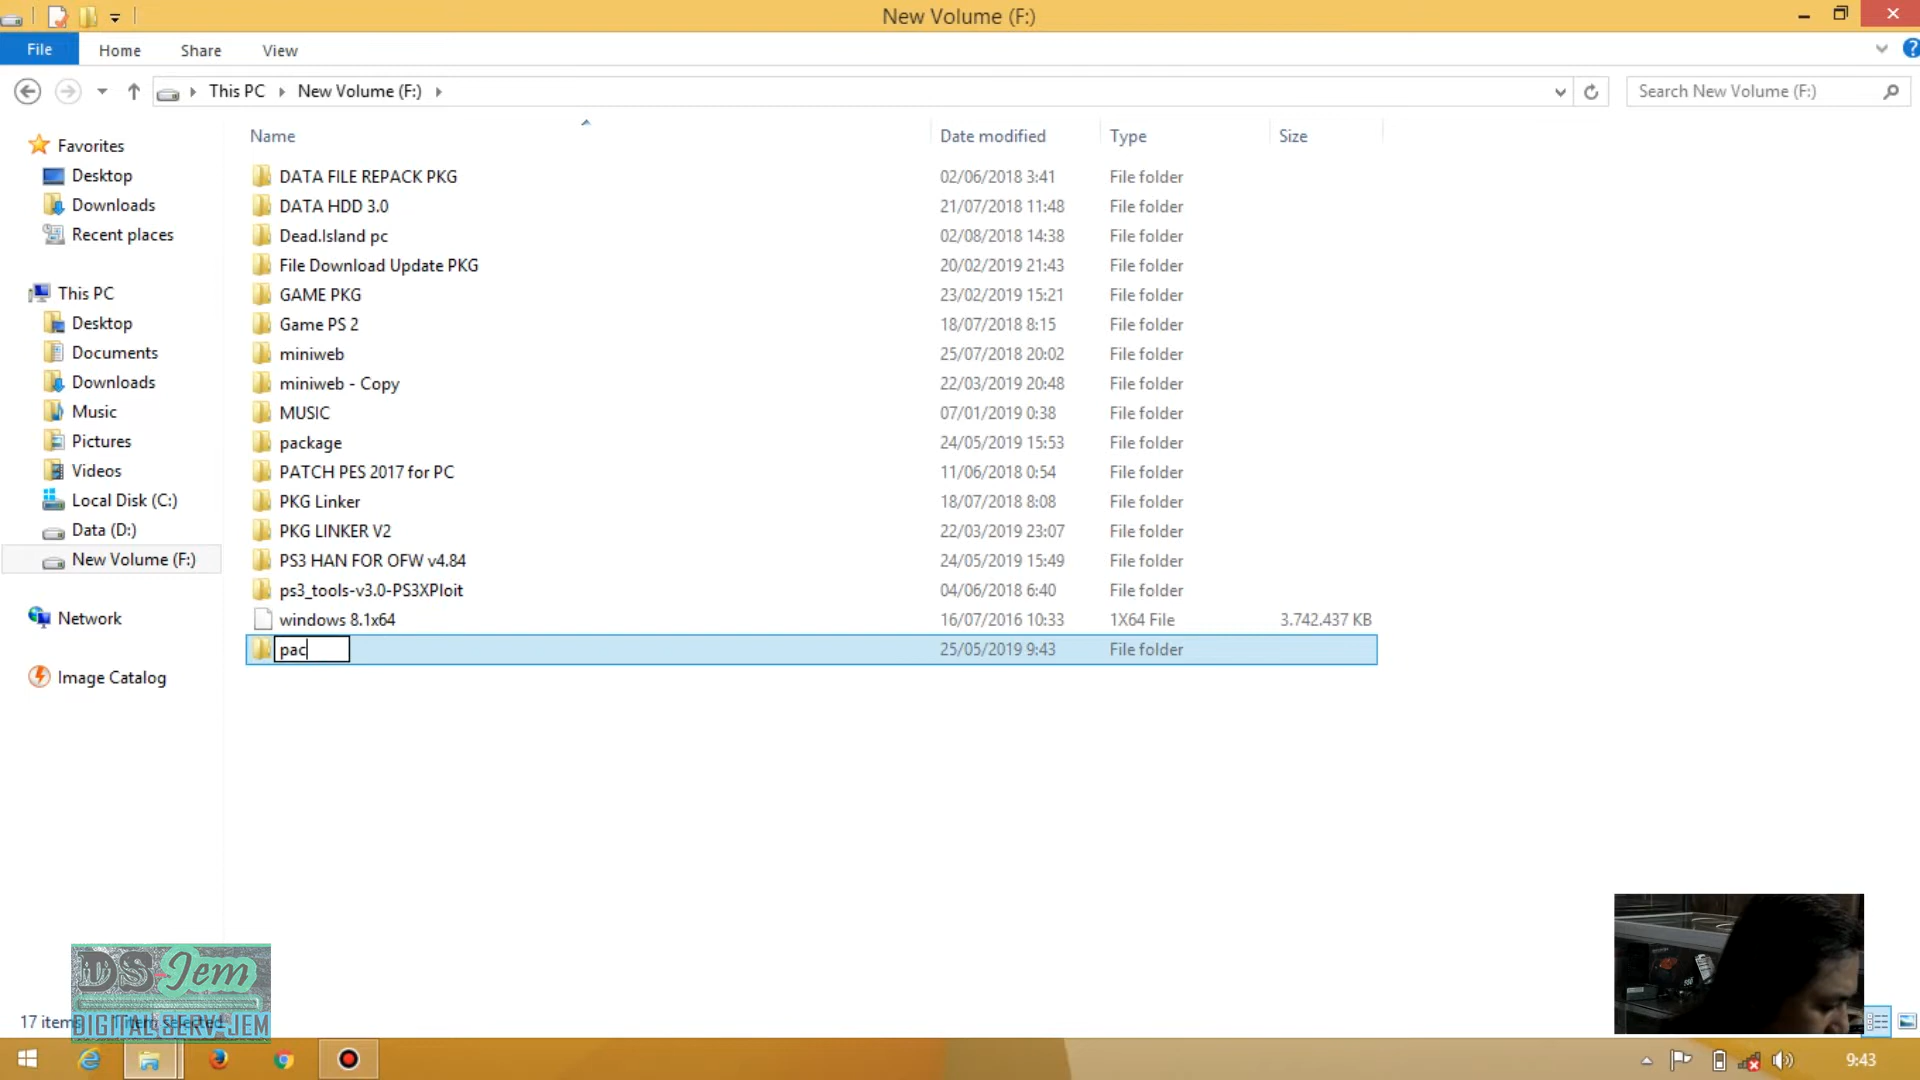 New Volume (F:)
File Home Share View
This PC New Volume (F:)
Search New Volume (F:)
Name Date modified Type Size
Favorites
Desktop
Downloads
Recent places
This PC
Desktop
Documents
Downloads
Music
Pictures
Videos
Local Disk (C:)
Data (D:)
New Volume (F:)
Network
Image Catalog
DATA FILE REPACK PKG 02/06/2018 3:41 File folder
DATA HDD 3.0 21/07/2018 11:48 File folder
Dead.Island pc 02/08/2018 14:38 File folder
File Download Update PKG 20/02/2019 21:43 File folder
GAME PKG 23/02/2019 15:21 File folder
Game PS 2 18/07/2018 8:15 File folder
miniweb 25/07/2018 20:02 File folder
miniweb - Copy 22/03/2019 20:48 File folder
MUSIC 07/01/2019 0:38 File folder
package 24/05/2019 15:53 File folder
PATCH PES 2017 for PC 11/06/2018 0:54 File folder
PKG Linker 18/07/2018 8:08 File folder
PKG LINKER V2 22/03/2019 23:07 File folder
PS3 HAN FOR OFW v4.84 24/05/2019 15:49 File folder
ps3_tools-v3.0-PS3XPloit 04/06/2018 6:40 File folder
windows 8.1x64 16/07/2016 10:33 1X64 File 3.742.437 KB
pac 25/05/2019 9:43 File folder
DS-Jem
DIGITAL SERV-JEM
17 items 1 item selected
9:43